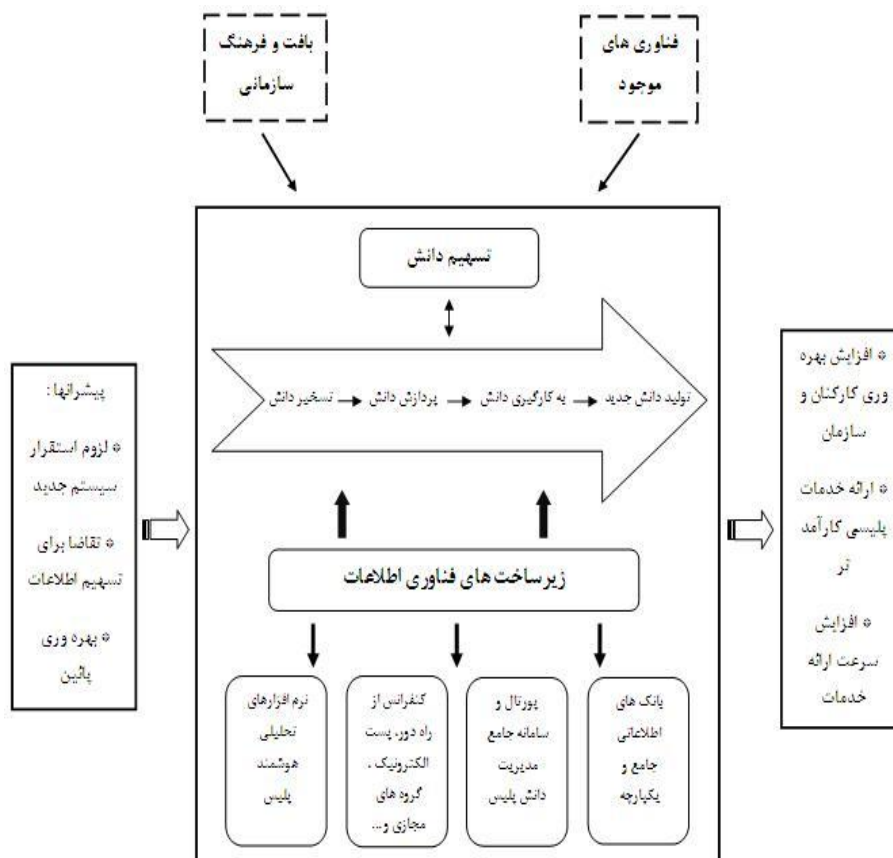 فناوری های
موجود
بافت و فرهنگ
سازمانی
تسهیم دانش
تسخیر دانش
پردازش دانش
به کارگیری دانش
تولید دانش جدید
پیشرانها :
* لزوم استقرار
سیستم جدید
* تقاضا برای
تسهیم اطلاعات
* بهره وری
پائین
* افزایش بهره
وری کارکنان و
سازمان
* ارائه خدمات
پلیسی کارآمد
تر
* افزایش
سرعت ارائه
خدمات
زیرساخت های فناوری اطلاعات
بانک های
اطلاعاتی
جامع و
یکپارچه
پورتال و
سامانه جامع
مدیریت
دانش پلیس
کنفرانس از
راه دور، پست
الکترونیک ،
گروه های
مجازی و...
نرم افزارهای
تحلیلی
هوشمند
پلیس